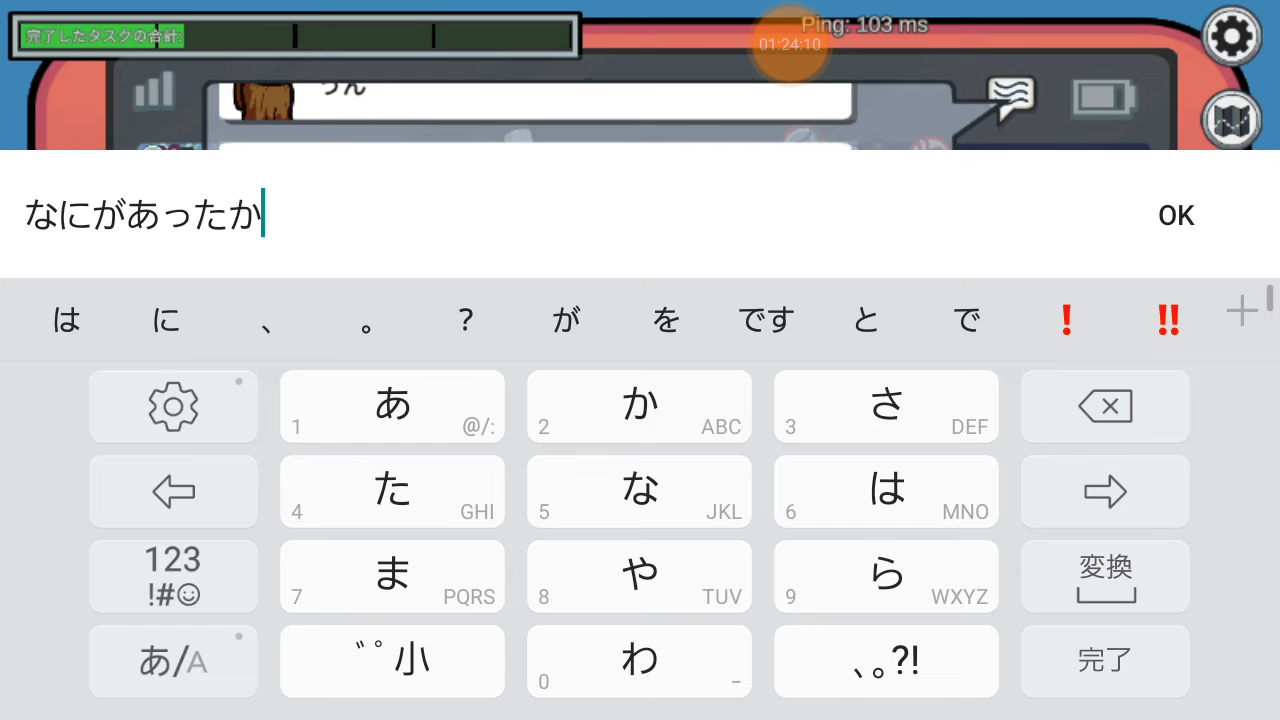 完了したタスクの合計:
Ping: 103 ms
01:24:10
うん
なにがあったか
OK
は に 、 。 ? が を です と で ! !!
あ 1 @/:
か 2 ABC
さ 3 DEF
た 4 GHI
な 5 JKL
は 6 MNO
123
!#☺
ま 7 PQRS
や 8 TUV
ら 9 WXYZ
変換
あ/A
゛゜小
わ 0 –
、。?!
完了